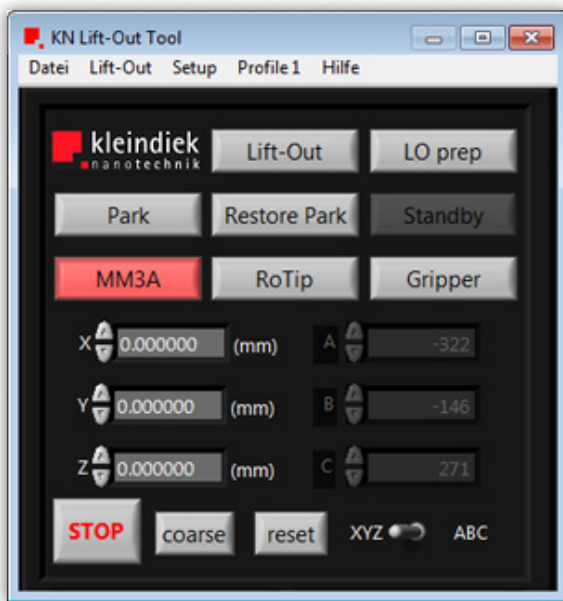 KN Lift-Out Tool
Datei Lift-Out Setup Profile1 Hilfe
kleindiek
nanotechnik
Lift-Out LO prep
Park Restore Park Standby
MM3A RoTip Gripper
X 0.000000 (mm) A -322
Y 0.000000 (mm) B -146
Z 0.000000 (mm) C 271
STOP coarse reset XYZ ABC